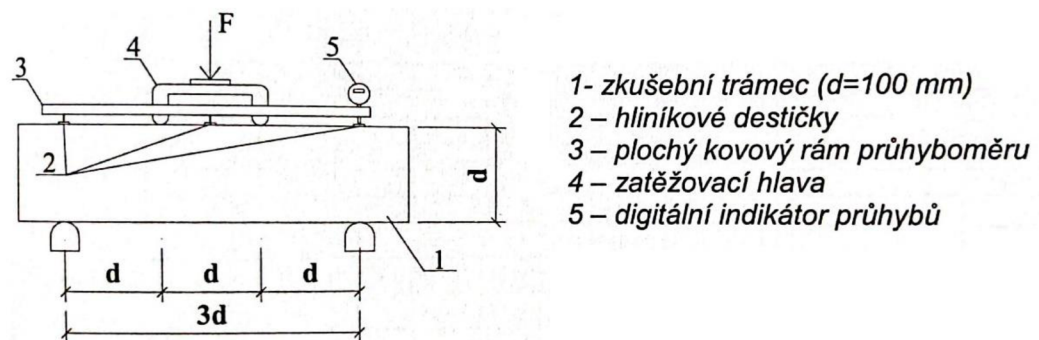 F
4
5
3
2
d
1
d
d
d
3d
1- zkušební trámec (d=100 mm)
2 – hliníkové destičky
3 – plochý kovový rám průhyboměru
4 – zatěžovací hlava
5 – digitální indikátor průhybů